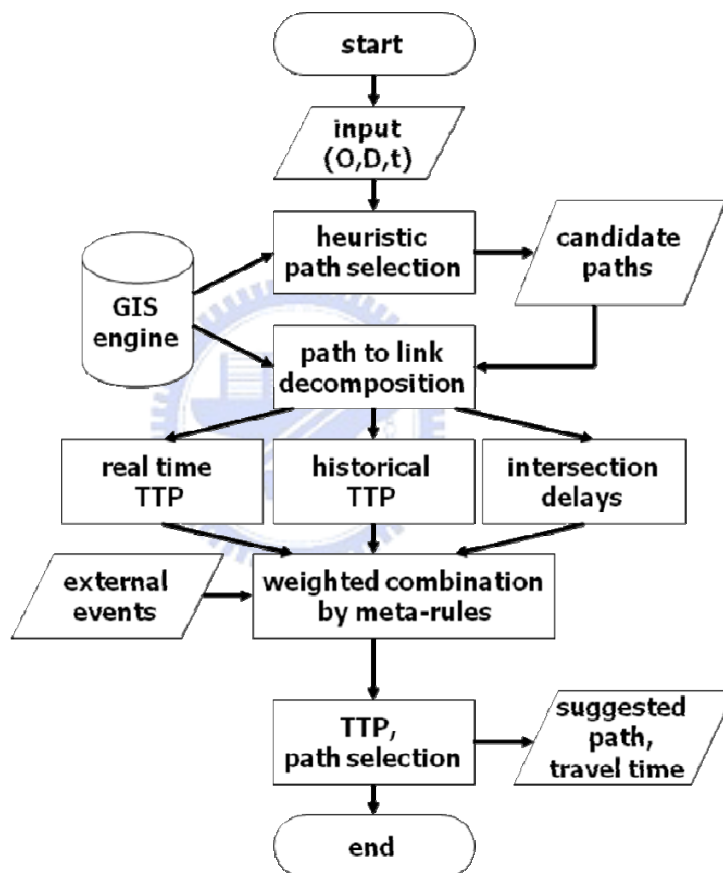 start
input
(O,D,t)
heuristic
path selection
candidate
paths
GIS
engine
path to link
decomposition
real time
TTP
historical
TTP
intersection
delays
external
events
weighted combination
by meta-rules
TTP,
path selection
suggested
path,
travel time
end